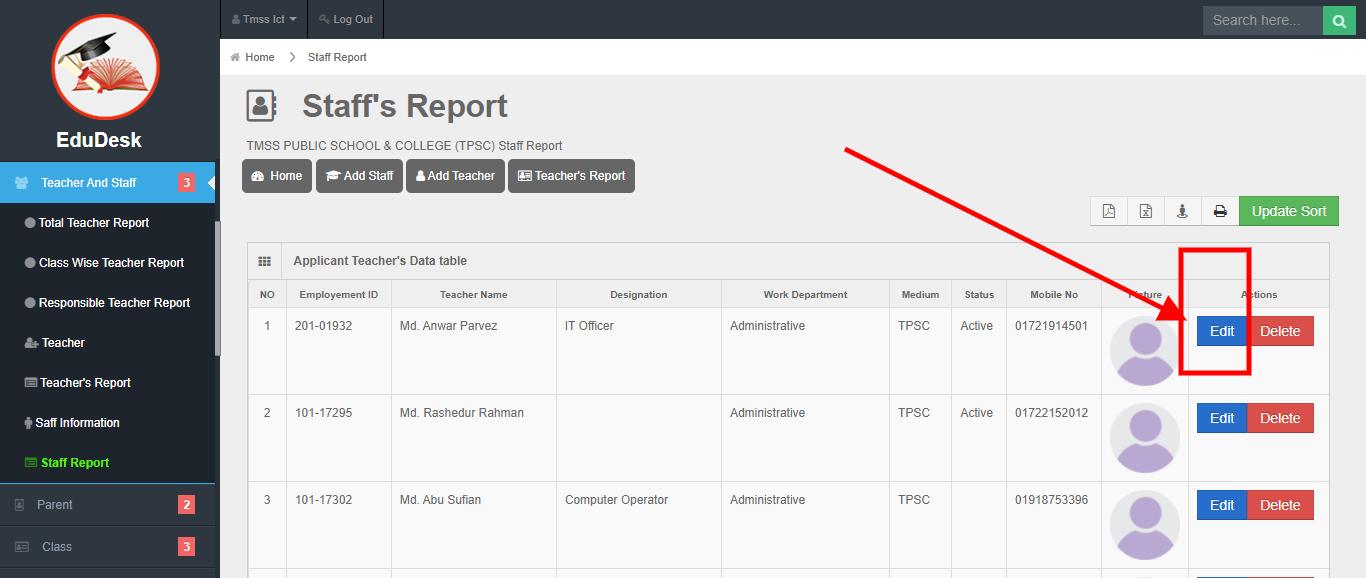 Tmss Ict
Log Out
Search here...
EduDesk
Home
Staff Report
Staff's Report
TMSS PUBLIC SCHOOL & COLLEGE (TPSC) Staff Report
Home
Add Staff
Add Teacher
Teacher's Report
Teacher And Staff 3
Total Teacher Report
Class Wise Teacher Report
Responsible Teacher Report
Teacher
Teacher's Report
Saff Information
Staff Report
Parent 2
Class 3
Update Sort
Applicant Teacher's Data table
NO Employement ID Teacher Name Designation Work Department Medium Status Mobile No Actions
1 201-01932 Md. Anwar Parvez IT Officer Administrative TPSC Active 01721914501 Edit Delete
2 101-17295 Md. Rashedur Rahman Administrative TPSC Active 01722152012 Edit Delete
3 101-17302 Md. Abu Sufian Computer Operator Administrative TPSC 01918753396 Edit Delete